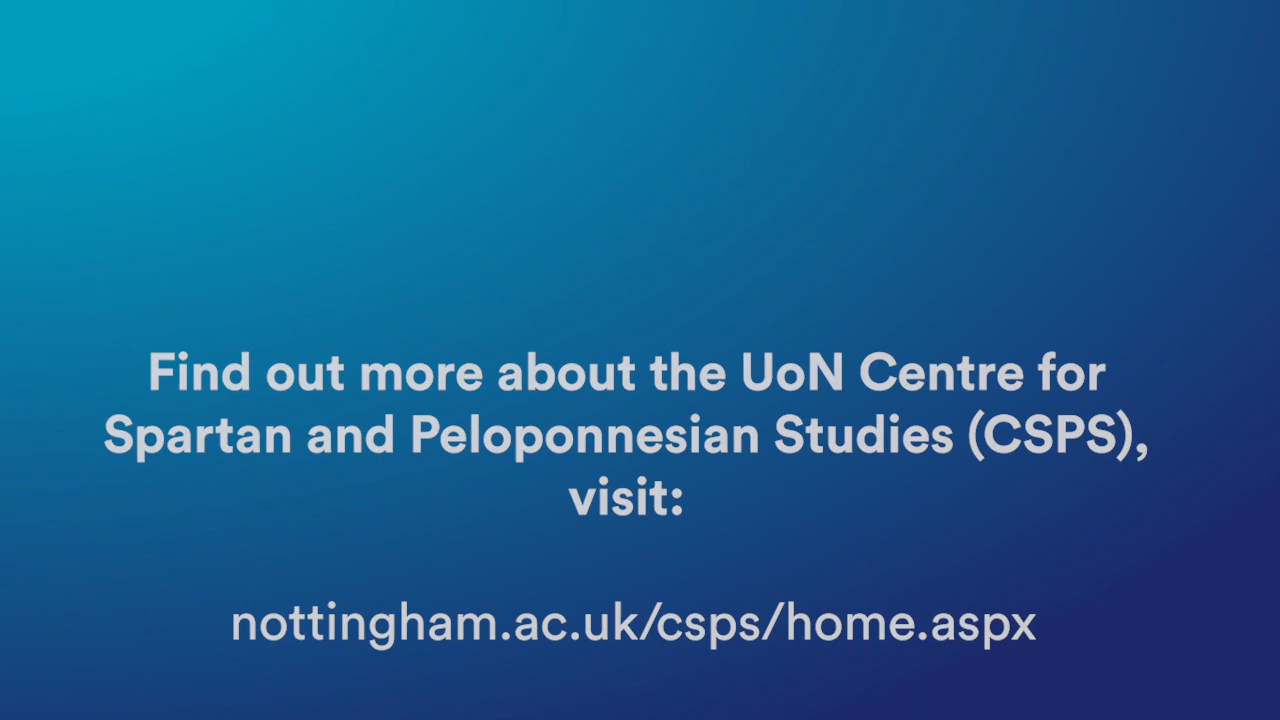 Find out more about the UoN Centre for
Spartan and Peloponnesian Studies (CSPS),
visit:
nottingham.ac.uk/csps/home.aspx